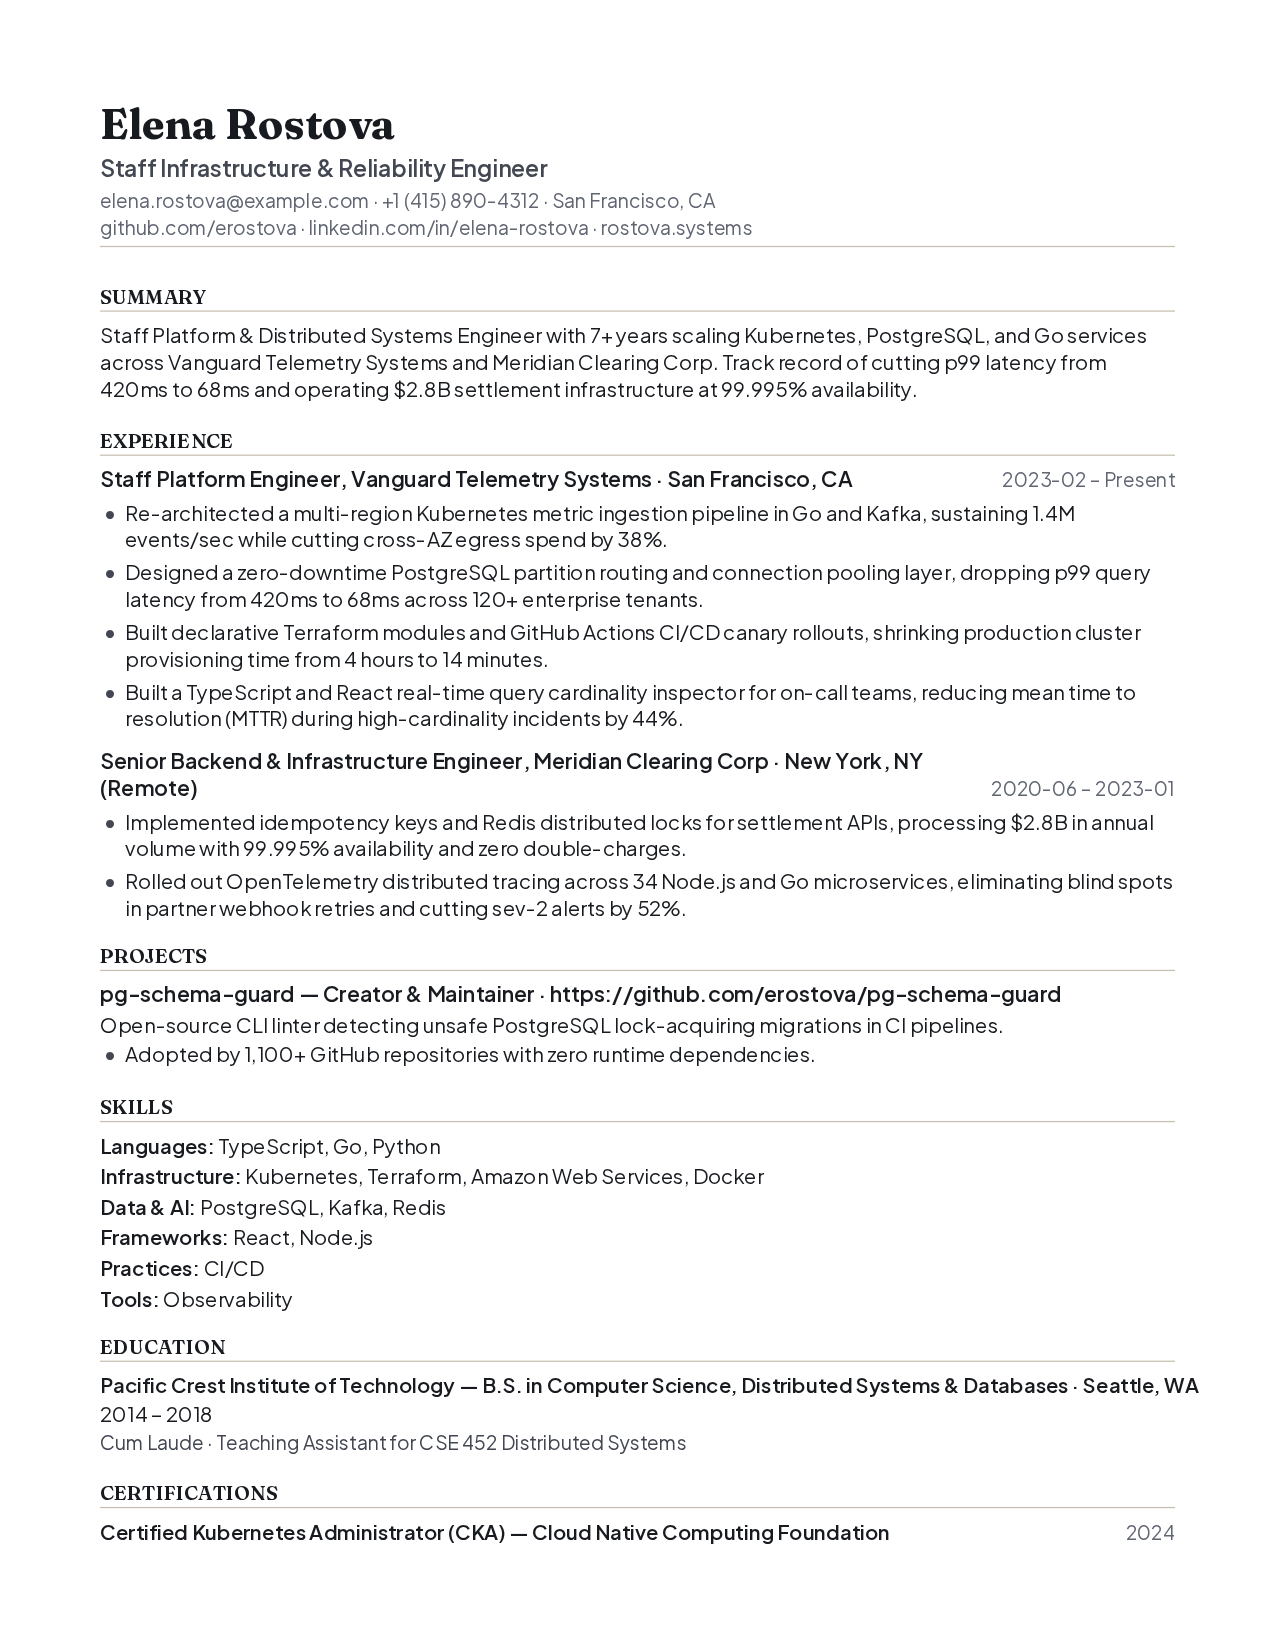 Elena Rostova
Staff Infrastructure & Reliability Engineer
elena.rostova@example.com · +1 (415) 890-4312 · San Francisco, CA
github.com/erostova · linkedin.com/in/elena-rostova · rostova.systems
SUMMARY
Staff Platform & Distributed Systems Engineer with 7+ years scaling Kubernetes, PostgreSQL, and Go services
across Vanguard Telemetry Systems and Meridian Clearing Corp. Track record of cutting p99 latency from
420ms to 68ms and operating $2.8B settlement infrastructure at 99.995% availability.
EXPERIENCE
Staff Platform Engineer, Vanguard Telemetry Systems · San Francisco, CA 2023-02 – Present
• Re-architected a multi-region Kubernetes metric ingestion pipeline in Go and Kafka, sustaining 1.4M
events/sec while cutting cross-AZ egress spend by 38%.
• Designed a zero-downtime PostgreSQL partition routing and connection pooling layer, dropping p99 query
latency from 420ms to 68ms across 120+ enterprise tenants.
• Built declarative Terraform modules and GitHub Actions CI/CD canary rollouts, shrinking production cluster
provisioning time from 4 hours to 14 minutes.
• Built a TypeScript and React real-time query cardinality inspector for on-call teams, reducing mean time to
resolution (MTTR) during high-cardinality incidents by 44%.
Senior Backend & Infrastructure Engineer, Meridian Clearing Corp · New York, NY
(Remote) 2020-06 – 2023-01
• Implemented idempotency keys and Redis distributed locks for settlement APIs, processing $2.8B in annual
volume with 99.995% availability and zero double-charges.
• Rolled out OpenTelemetry distributed tracing across 34 Node.js and Go microservices, eliminating blind spots
in partner webhook retries and cutting sev-2 alerts by 52%.
PROJECTS
pg-schema-guard — Creator & Maintainer · https://github.com/erostova/pg-schema-guard
Open-source CLI linter detecting unsafe PostgreSQL lock-acquiring migrations in CI pipelines.
• Adopted by 1,100+ GitHub repositories with zero runtime dependencies.
SKILLS
Languages: TypeScript, Go, Python
Infrastructure: Kubernetes, Terraform, Amazon Web Services, Docker
Data & AI: PostgreSQL, Kafka, Redis
Frameworks: React, Node.js
Practices: CI/CD
Tools: Observability
EDUCATION
Pacific Crest Institute of Technology — B.S. in Computer Science, Distributed Systems & Databases · Seattle, WA
2014 – 2018
Cum Laude · Teaching Assistant for CSE 452 Distributed Systems
CERTIFICATIONS
Certified Kubernetes Administrator (CKA) — Cloud Native Computing Foundation 2024